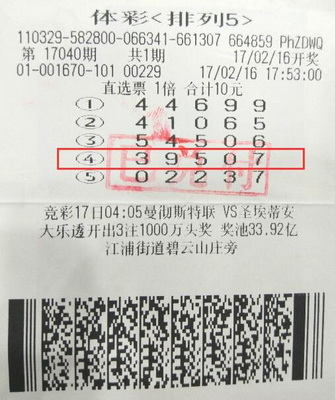 体彩<排列5>
110329-582800-066341-661307 664859 PhZDWQ
第 17040期 共1期 17/02/16开奖
01-001670-101 00229 17/02/16 17:53:00
直选票 1倍 合计10元
① 4 4 6 9 9
② 4 1 0 6 5
③ 5 4 5 0 6
④ 3 9 5 0 7
⑤ 0 2 2 3 7
竞彩17日04:05曼彻斯特联 VS圣埃蒂安
大乐透开出3注1000万头奖 奖池33.92亿
江浦街道碧云山庄旁